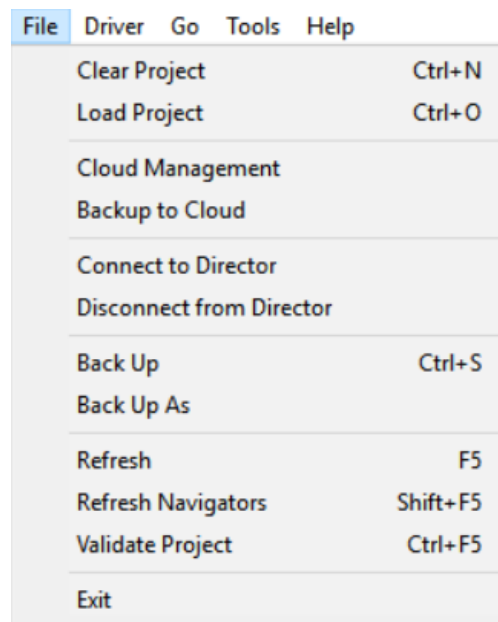 File Driver Go Tools Help
Clear Project Ctrl+N
Load Project Ctrl+O
Cloud Management
Backup to Cloud
Connect to Director
Disconnect from Director
Back Up Ctrl+S
Back Up As
Refresh F5
Refresh Navigators Shift+F5
Validate Project Ctrl+F5
Exit